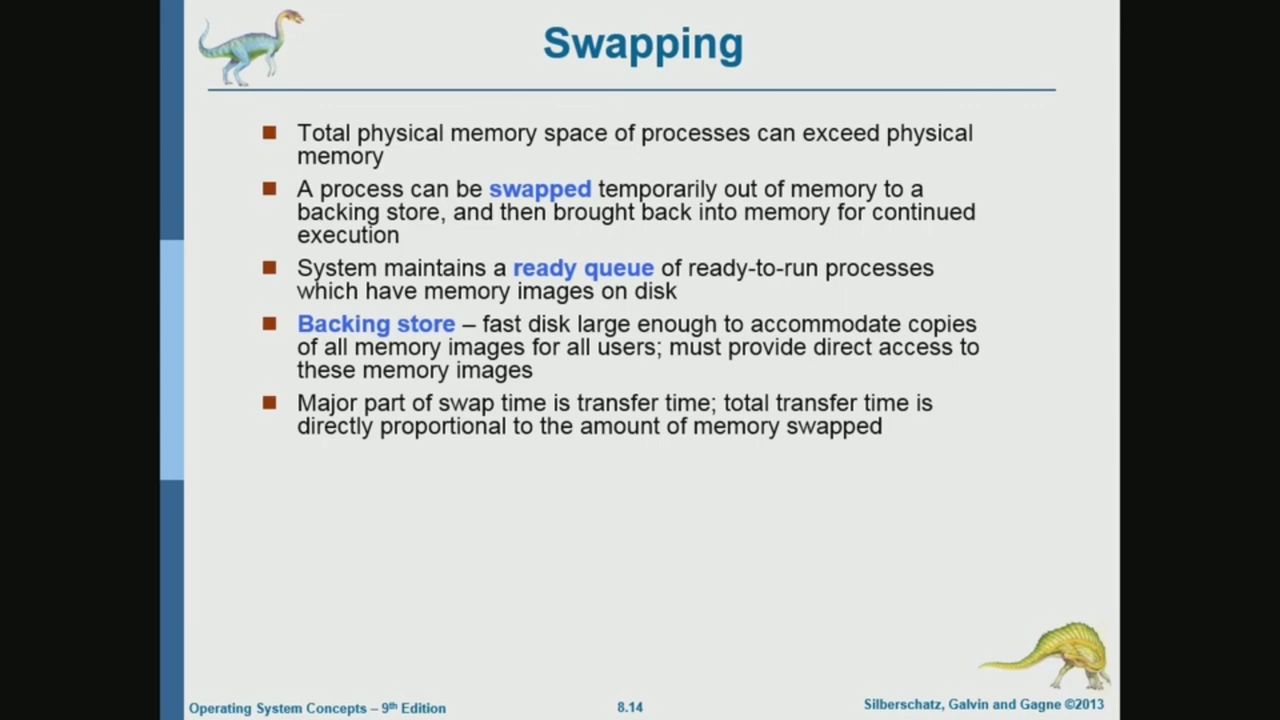 Swapping
Total physical memory space of processes can exceed physical
memory
A process can be swapped temporarily out of memory to a
backing store, and then brought back into memory for continued
execution
System maintains a ready queue of ready-to-run processes
which have memory images on disk
Backing store – fast disk large enough to accommodate copies
of all memory images for all users; must provide direct access to
these memory images
Major part of swap time is transfer time; total transfer time is
directly proportional to the amount of memory swapped
Operating System Concepts – 9th Edition
8.14
Silberschatz, Galvin and Gagne ©2013